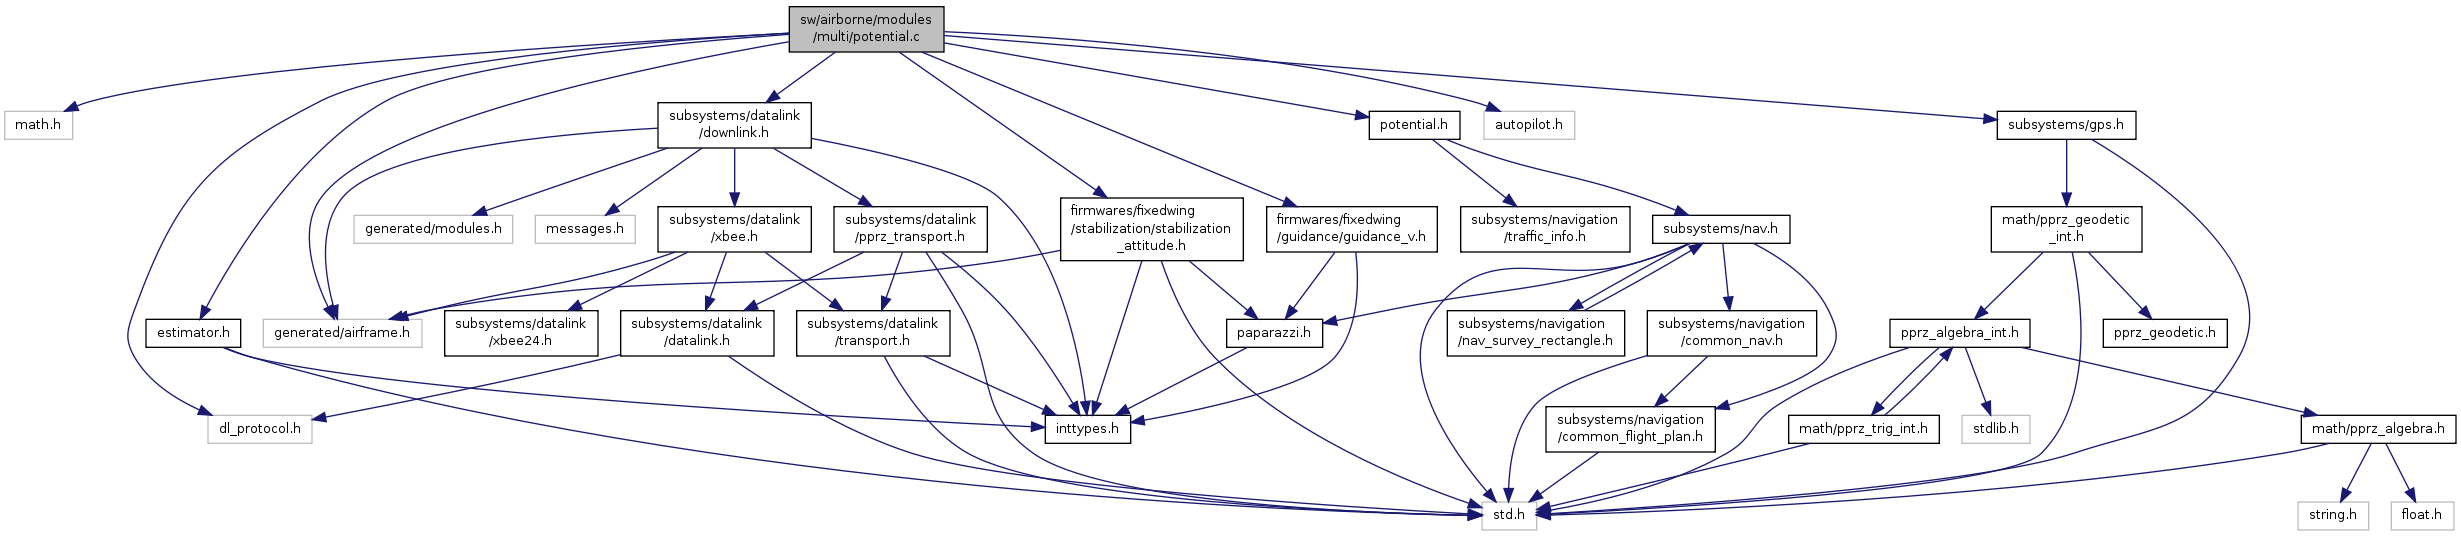 sw/airborne/modules
/multi/potential.c
math.h
subsystems/datalink
/downlink.h
potential.h
autopilot.h
subsystems/gps.h
generated/modules.h
messages.h
subsystems/datalink
/xbee.h
subsystems/datalink
/pprz_transport.h
firmwares/fixedwing
/stabilization/stabilization
_attitude.h
firmwares/fixedwing
/guidance/guidance_v.h
subsystems/navigation
/traffic_info.h
subsystems/nav.h
math/pprz_geodetic
_int.h
estimator.h
generated/airframe.h
subsystems/datalink
/xbee24.h
subsystems/datalink
/datalink.h
subsystems/datalink
/transport.h
paparazzi.h
subsystems/navigation
/nav_survey_rectangle.h
subsystems/navigation
/common_nav.h
pprz_algebra_int.h
pprz_geodetic.h
dl_protocol.h
inttypes.h
subsystems/navigation
/common_flight_plan.h
math/pprz_trig_int.h
stdlib.h
math/pprz_algebra.h
std.h
string.h
float.h